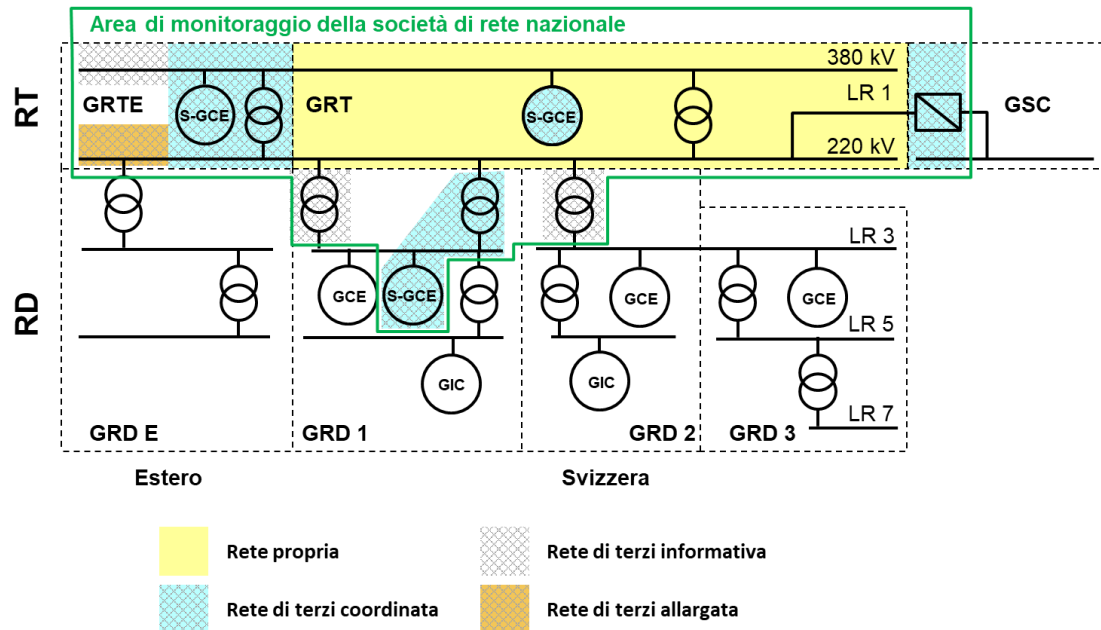 Area di monitoraggio della società di rete nazionale
380 kV
RT
GRTE
S-GCE
GRT
S-GCE
LR 1
GSC
220 kV
RD
LR 3
GCE
S-GCE
GCE
GCE
LR 5
GIC
GIC
LR 7
GRD E
GRD 1
GRD 2
GRD 3
Estero
Svizzera
Rete propria
Rete di terzi informativa
Rete di terzi coordinata
Rete di terzi allargata